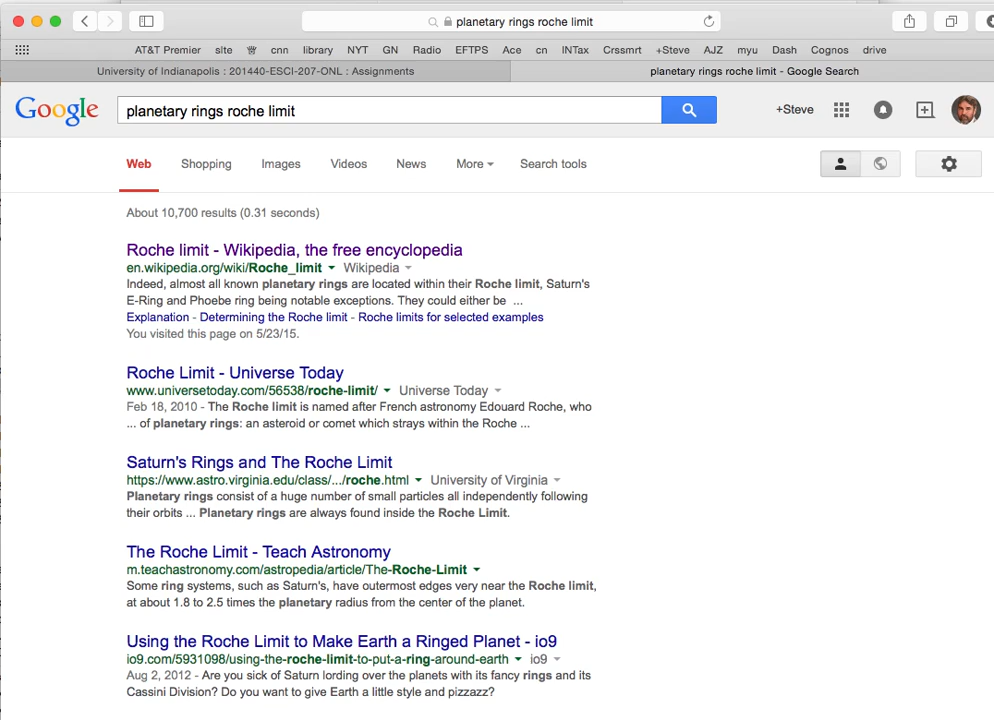 planetary rings roche limit
AT&T Premier site cnn library NYT GN Radio EFTPS Ace cn INTax Crssmrt +Steve AJZ myu Dash Cognos drive
University of Indianapolis : 201440-ESCI-207-ONL : Assignments planetary rings roche limit - Google Search
Google planetary rings roche limit +Steve
Web Shopping Images Videos News More Search tools
About 10,700 results (0.31 seconds)
Roche limit - Wikipedia, the free encyclopedia
en.wikipedia.org/wiki/Roche_limit Wikipedia
Indeed, almost all known planetary rings are located within their Roche limit, Saturn's
E-Ring and Phoebe ring being notable exceptions. They could either be ...
Explanation - Determining the Roche limit - Roche limits for selected examples
You visited this page on 5/23/15.
Roche Limit - Universe Today
www.universetoday.com/56538/roche-limit/ Universe Today
Feb 18, 2010 - The Roche limit is named after French astronomy Edouard Roche, who
... of planetary rings: an asteroid or comet which strays within the Roche ...
Saturn's Rings and The Roche Limit
https://www.astro.virginia.edu/class/.../roche.html University of Virginia
Planetary rings consist of a huge number of small particles all independently following
their orbits ... Planetary rings are always found inside the Roche Limit.
The Roche Limit - Teach Astronomy
m.teachastronomy.com/astropedia/article/The-Roche-Limit
Some ring systems, such as Saturn's, have outermost edges very near the Roche limit,
at about 1.8 to 2.5 times the planetary radius from the center of the planet.
Using the Roche Limit to Make Earth a Ringed Planet - io9
io9.com/5931098/using-the-roche-limit-to-put-a-ring-around-earth io9
Aug 2, 2012 - Are you sick of Saturn lording over the planets with its fancy rings and its
Cassini Division? Do you want to give Earth a little style and pizzazz?